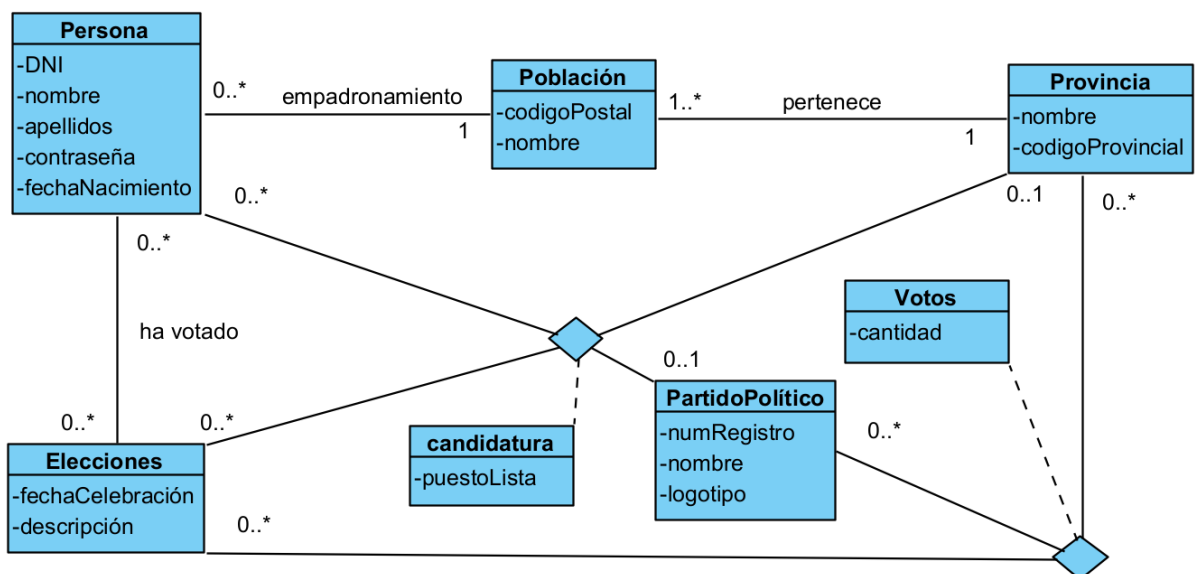 Persona
-DNI
-nombre
-apellidos
-contraseña
-fechaNacimiento
0..*
empadronamiento
1
Población
-codigoPostal
-nombre
1..*
pertenece
1
Provincia
-nombre
-codigoProvincial
0..*
0..1
0..*
0..*
ha votado
Votos
-cantidad
0..1
0..*
0..*
candidatura
-puestoLista
PartidoPolítico
-numRegistro
-nombre
-logotipo
0..*
Elecciones
-fechaCelebración
-descripción
0..*